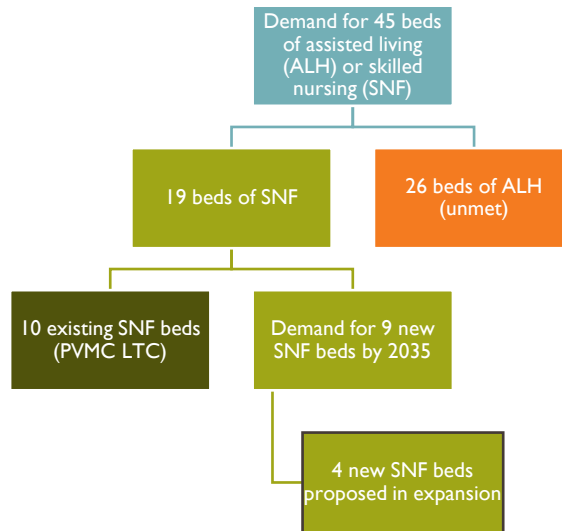 Demand for 45 beds
of assisted living
(ALH) or skilled
nursing (SNF)
19 beds of SNF
26 beds of ALH
(unmet)
10 existing SNF beds
(PVMC LTC)
Demand for 9 new
SNF beds by 2035
4 new SNF beds
proposed in expansion